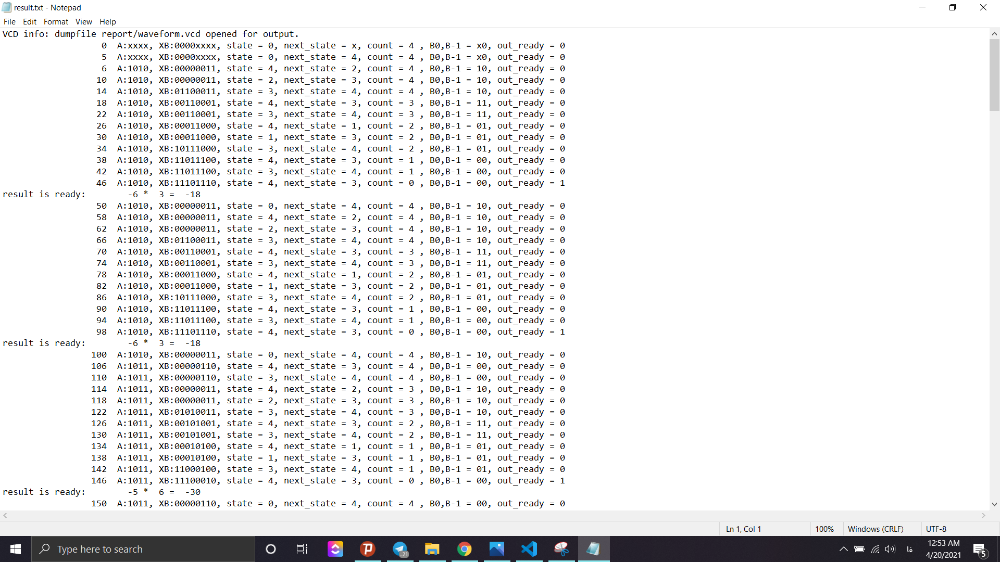 result.txt - Notepad
File Edit Format View Help
VCD info: dumpfile report/waveform.vcd opened for output.
0 A:xxxx, XB:0000xxxx, state = 0, next_state = x, count = 4 , B0,B-1 = x0, out_ready = 0
5 A:xxxx, XB:0000xxxx, state = 0, next_state = 4, count = 4 , B0,B-1 = x0, out_ready = 0
6 A:1010, XB:00000011, state = 4, next_state = 2, count = 4 , B0,B-1 = 10, out_ready = 0
10 A:1010, XB:00000011, state = 2, next_state = 3, count = 4 , B0,B-1 = 10, out_ready = 0
14 A:1010, XB:01100011, state = 3, next_state = 4, count = 4 , B0,B-1 = 10, out_ready = 0
18 A:1010, XB:00110001, state = 4, next_state = 3, count = 3 , B0,B-1 = 11, out_ready = 0
22 A:1010, XB:00110001, state = 3, next_state = 4, count = 3 , B0,B-1 = 11, out_ready = 0
26 A:1010, XB:00011000, state = 4, next_state = 1, count = 2 , B0,B-1 = 01, out_ready = 0
30 A:1010, XB:00011000, state = 1, next_state = 3, count = 2 , B0,B-1 = 01, out_ready = 0
34 A:1010, XB:10111000, state = 3, next_state = 4, count = 2 , B0,B-1 = 01, out_ready = 0
38 A:1010, XB:11011100, state = 4, next_state = 3, count = 1 , B0,B-1 = 00, out_ready = 0
42 A:1010, XB:11011100, state = 3, next_state = 4, count = 1 , B0,B-1 = 00, out_ready = 0
46 A:1010, XB:11101110, state = 4, next_state = 3, count = 0 , B0,B-1 = 00, out_ready = 1
result is ready: -6 * 3 = -18
50 A:1010, XB:00000011, state = 0, next_state = 4, count = 4 , B0,B-1 = 10, out_ready = 0
58 A:1010, XB:00000011, state = 4, next_state = 2, count = 4 , B0,B-1 = 10, out_ready = 0
62 A:1010, XB:00000011, state = 2, next_state = 3, count = 4 , B0,B-1 = 10, out_ready = 0
66 A:1010, XB:01100011, state = 3, next_state = 4, count = 4 , B0,B-1 = 10, out_ready = 0
70 A:1010, XB:00110001, state = 4, next_state = 3, count = 3 , B0,B-1 = 11, out_ready = 0
74 A:1010, XB:00110001, state = 3, next_state = 4, count = 3 , B0,B-1 = 11, out_ready = 0
78 A:1010, XB:00011000, state = 4, next_state = 1, count = 2 , B0,B-1 = 01, out_ready = 0
82 A:1010, XB:00011000, state = 1, next_state = 3, count = 2 , B0,B-1 = 01, out_ready = 0
86 A:1010, XB:10111000, state = 3, next_state = 4, count = 2 , B0,B-1 = 01, out_ready = 0
90 A:1010, XB:11011100, state = 4, next_state = 3, count = 1 , B0,B-1 = 00, out_ready = 0
94 A:1010, XB:11011100, state = 3, next_state = 4, count = 1 , B0,B-1 = 00, out_ready = 0
98 A:1010, XB:11101110, state = 4, next_state = 3, count = 0 , B0,B-1 = 00, out_ready = 1
result is ready: -6 * 3 = -18
100 A:1010, XB:00000011, state = 0, next_state = 4, count = 4 , B0,B-1 = 10, out_ready = 0
106 A:1011, XB:00000110, state = 4, next_state = 3, count = 4 , B0,B-1 = 00, out_ready = 0
110 A:1011, XB:00000110, state = 3, next_state = 4, count = 4 , B0,B-1 = 00, out_ready = 0
114 A:1011, XB:00000011, state = 4, next_state = 2, count = 3 , B0,B-1 = 10, out_ready = 0
118 A:1011, XB:00000011, state = 2, next_state = 3, count = 3 , B0,B-1 = 10, out_ready = 0
122 A:1011, XB:01010011, state = 3, next_state = 4, count = 3 , B0,B-1 = 10, out_ready = 0
126 A:1011, XB:00101001, state = 4, next_state = 3, count = 2 , B0,B-1 = 11, out_ready = 0
130 A:1011, XB:00101001, state = 3, next_state = 4, count = 2 , B0,B-1 = 11, out_ready = 0
134 A:1011, XB:00010100, state = 4, next_state = 1, count = 1 , B0,B-1 = 01, out_ready = 0
138 A:1011, XB:00010100, state = 1, next_state = 3, count = 1 , B0,B-1 = 01, out_ready = 0
142 A:1011, XB:11000100, state = 3, next_state = 4, count = 1 , B0,B-1 = 01, out_ready = 0
146 A:1011, XB:11100010, state = 4, next_state = 3, count = 0 , B0,B-1 = 00, out_ready = 1
result is ready: -5 * 6 = -30
150 A:1011, XB:00000110, state = 0, next_state = 4, count = 4 , B0,B-1 = 00, out_ready = 0
Ln 1, Col 1 100% Windows (CRLF) UTF-8
Type here to search
..21
فا
12:53 AM
4/20/2021
5